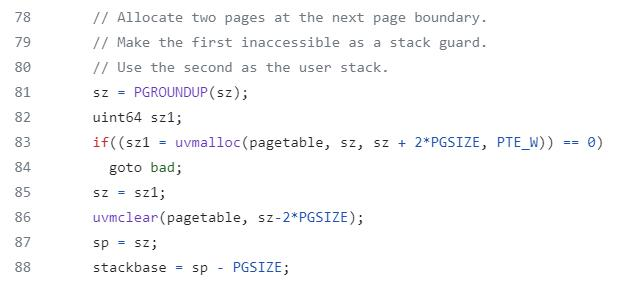 78 // Allocate two pages at the next page boundary.
79 // Make the first inaccessible as a stack guard.
80 // Use the second as the user stack.
81 sz = PGROUNDUP(sz);
82 uint64 sz1;
83 if((sz1 = uvmalloc(pagetable, sz, sz + 2*PGSIZE, PTE_W)) == 0)
84 goto bad;
85 sz = sz1;
86 uvmclear(pagetable, sz-2*PGSIZE);
87 sp = sz;
88 stackbase = sp - PGSIZE;